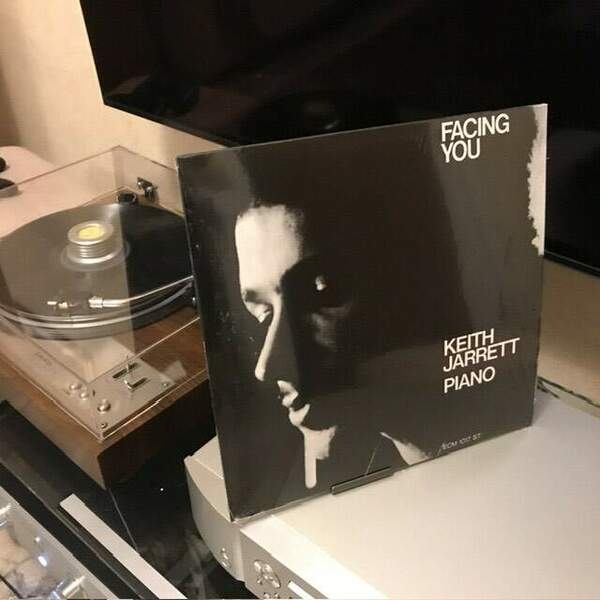 FACING
YOU
KEITH
JARRETT
PIANO
ECM 1017 ST